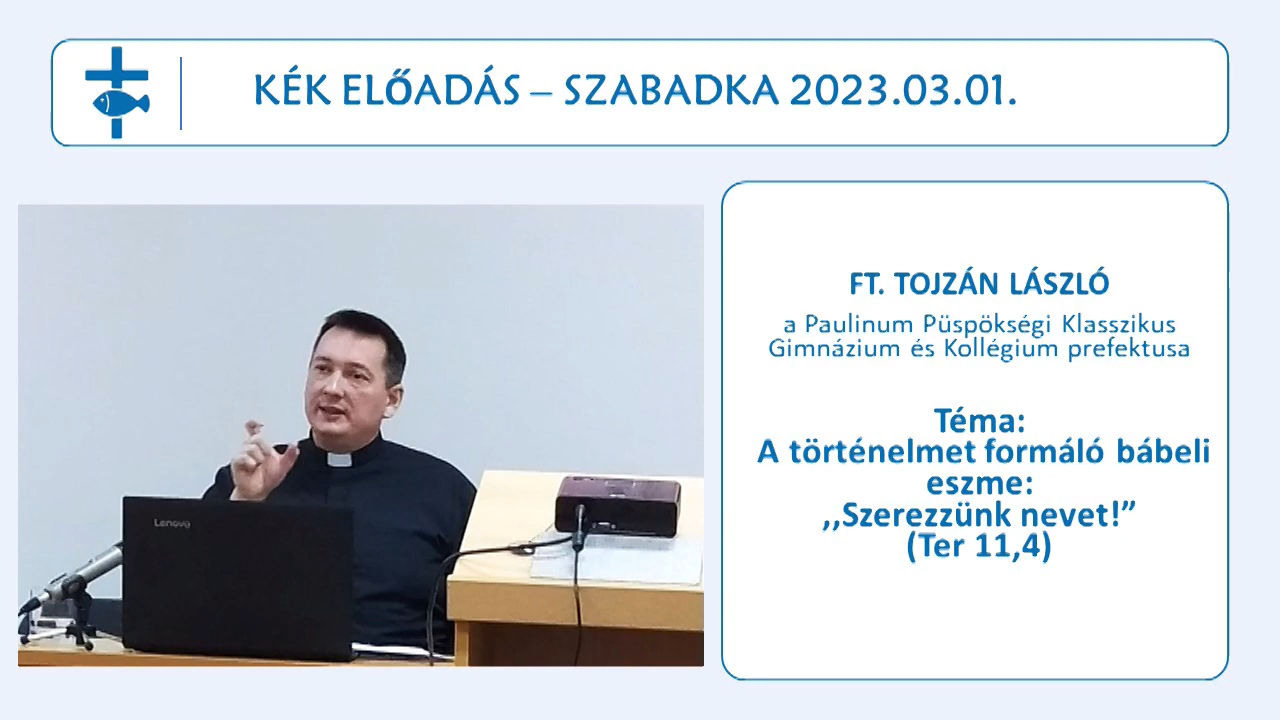 KÉK ELŐADÁS – SZABADKA 2023.03.01.
FT. TOJZÁN LÁSZLÓ
a Paulinum Püspökségi Klasszikus
Gimnázium és Kollégium prefektusa
Téma:
A történelmet formáló bábeli
eszme:
,,Szerezzünk nevet!”
(Ter 11,4)
Lenovo